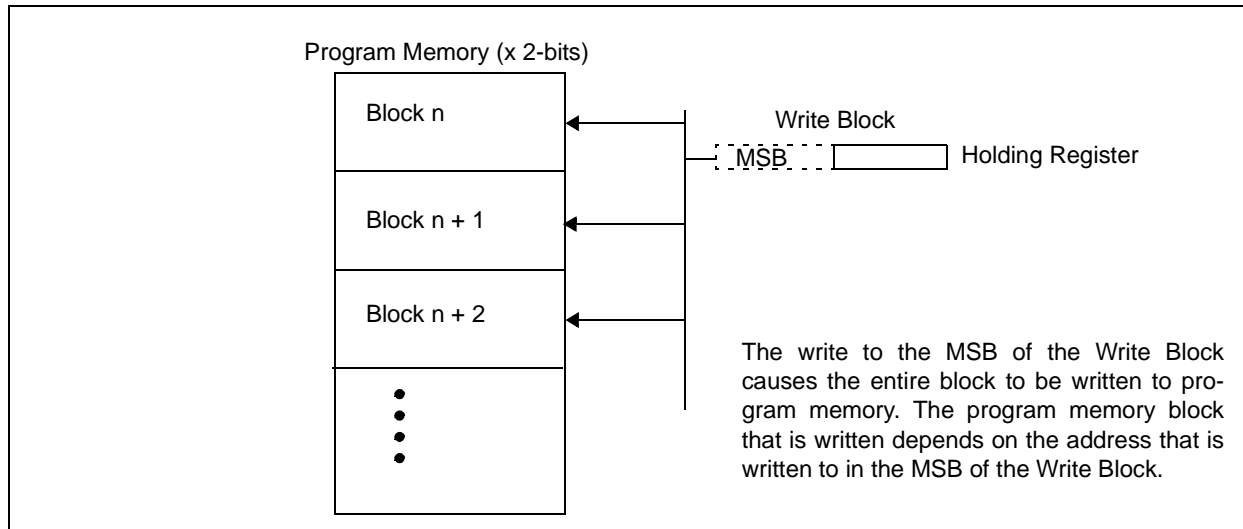 Program Memory (x 2-bits)
Block n
Write Block
MSB
Holding Register
Block n + 1
Block n + 2
The write to the MSB of the Write Block
causes the entire block to be written to pro-
gram memory. The program memory block
that is written depends on the address that is
written to in the MSB of the Write Block.